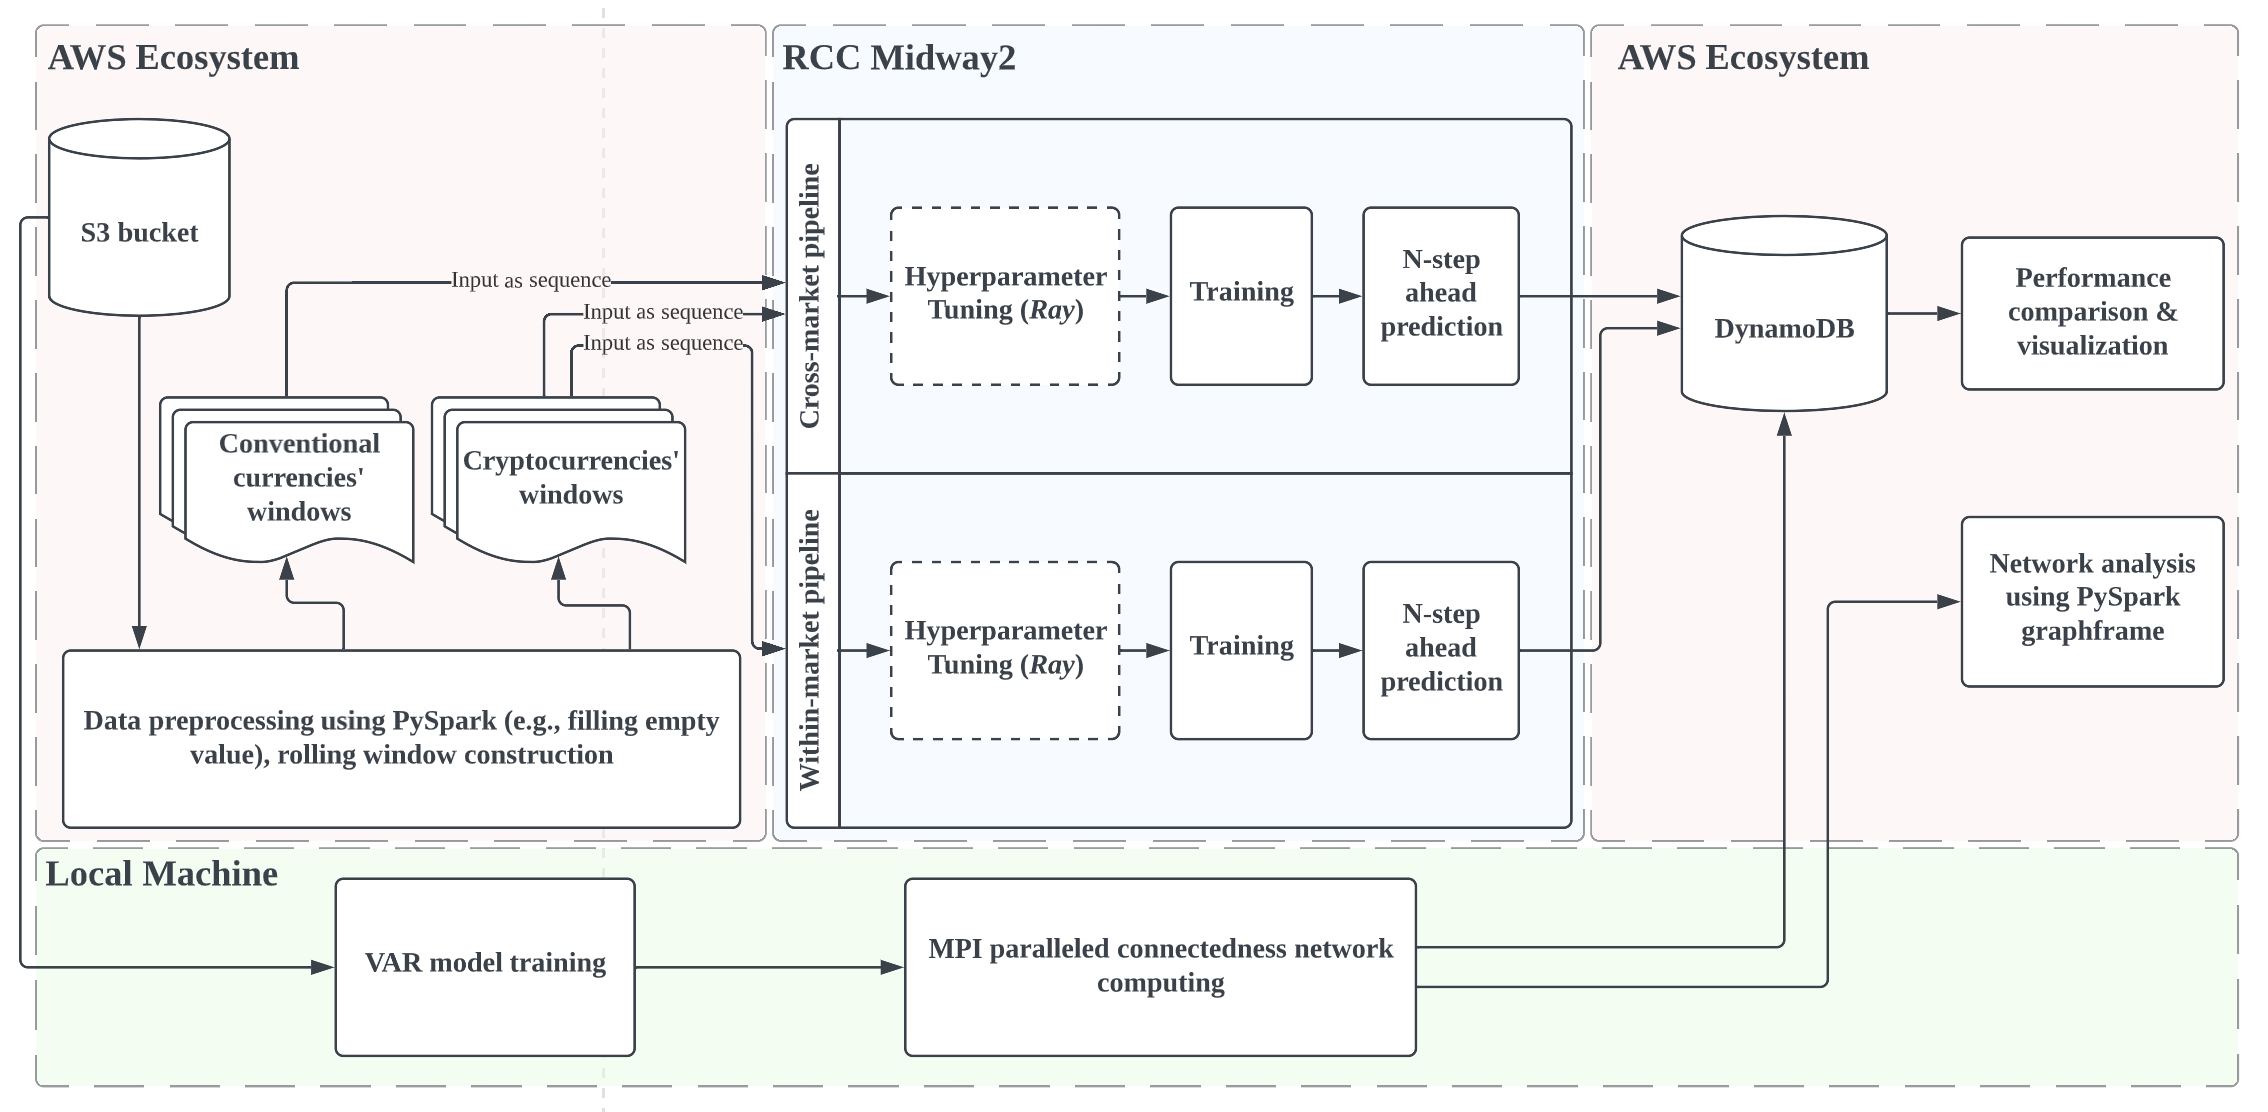 AWS Ecosystem
S3 bucket
Input as sequence
Input as sequence
Input as sequence
Conventional
currencies'
windows
Cryptocurrencies'
windows
Data preprocessing using PySpark (e.g., filling empty
value), rolling window construction
RCC Midway2
Cross-market pipeline
Hyperparameter
Tuning (Ray)
Training
N-step
ahead
prediction
Within-market pipeline
Hyperparameter
Tuning (Ray)
Training
N-step
ahead
prediction
AWS Ecosystem
DynamoDB
Performance
comparison &
visualization
Network analysis
using PySpark
graphframe
Local Machine
VAR model training
MPI paralleled connectedness network
computing